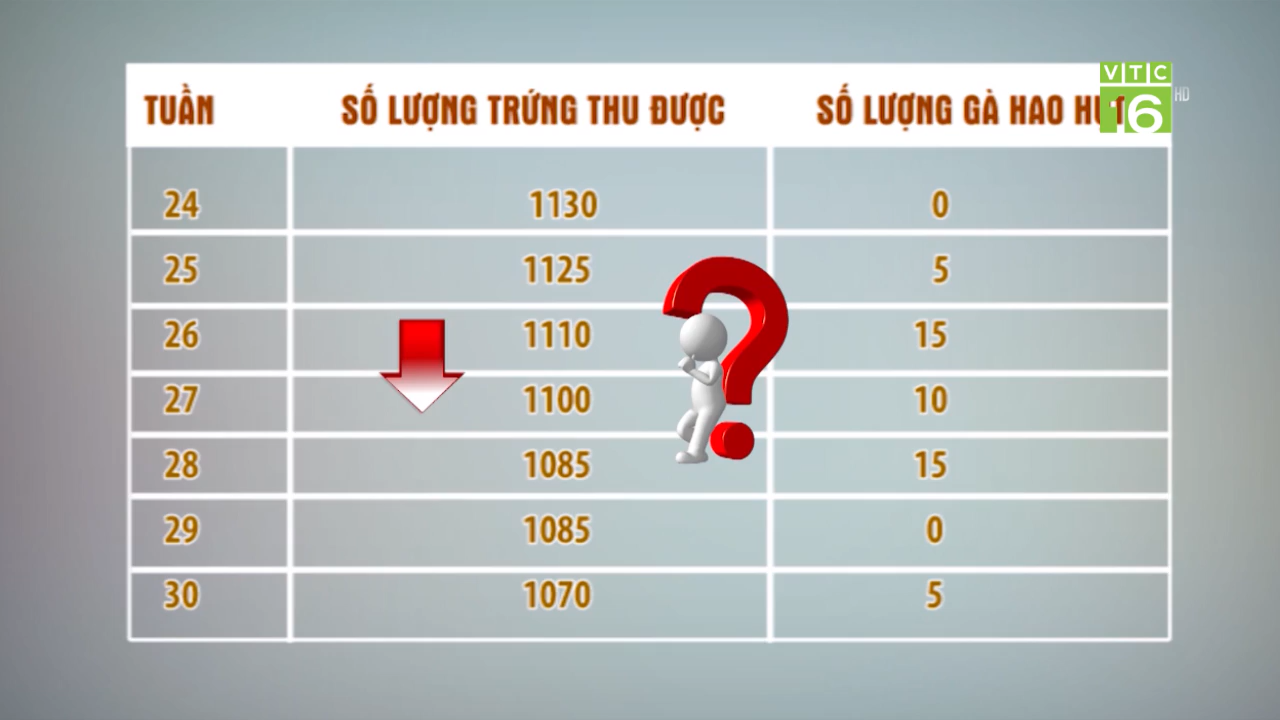 TUẦN SỐ LƯỢNG TRỨNG THU ĐƯỢC SỐ LƯỢNG GÀ HAO
VTC
16 HD
24 1130 0
25 1125 5
26 1110 15
27 1100 10
28 1085 15
29 1085 0
30 1070 5